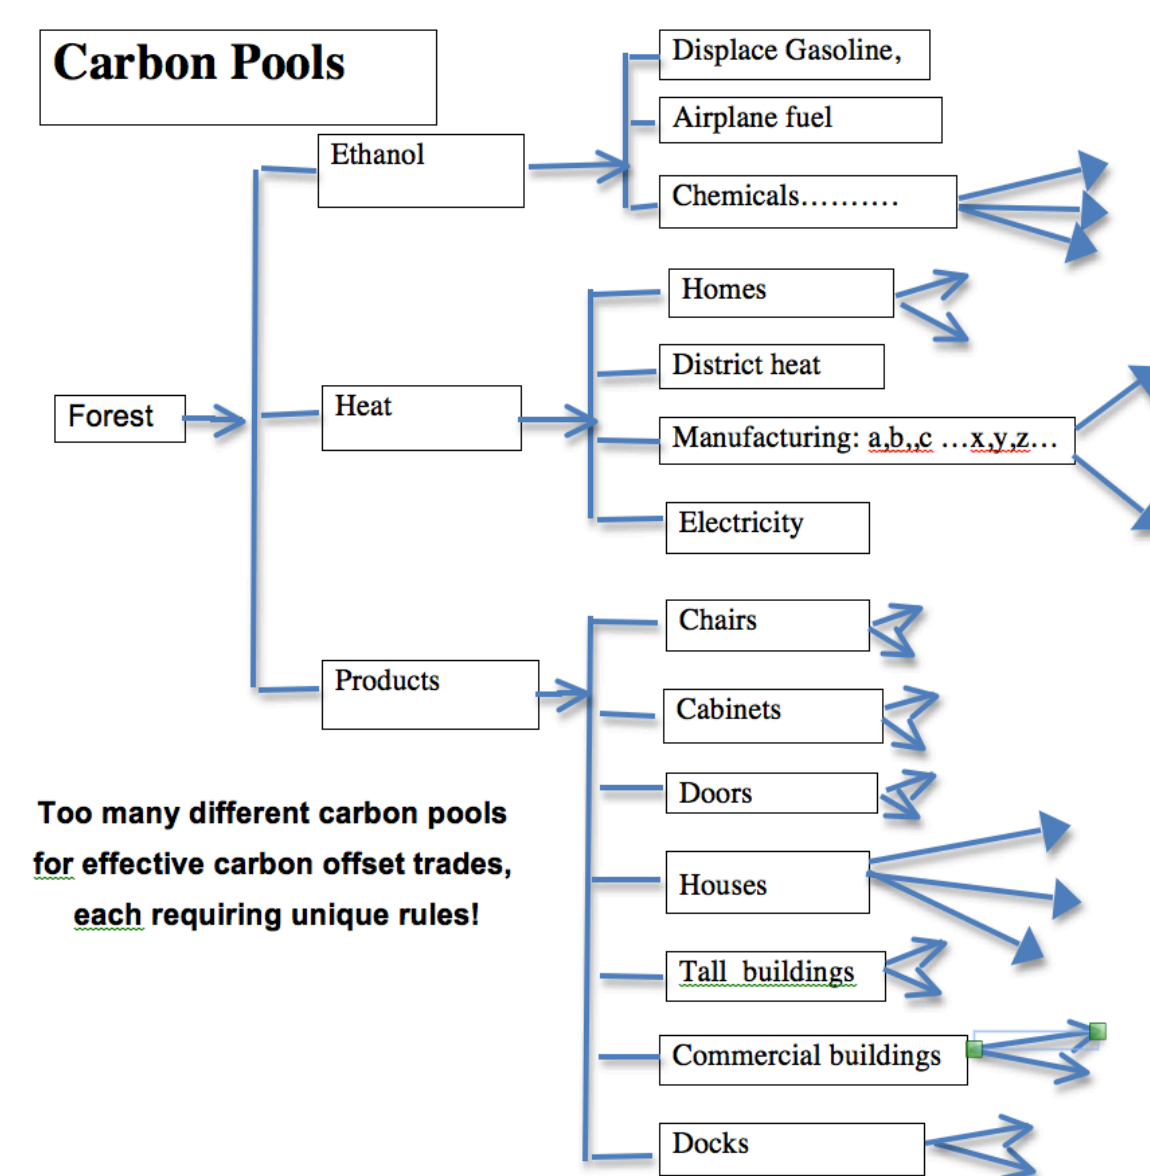 Carbon Pools
Displace Gasoline,
Airplane fuel
Ethanol
Chemicals……….
Homes
District heat
Forest
Heat
Manufacturing: a,b,,c …x,y,z…
Electricity
Chairs
Products
Cabinets
Doors
Too many different carbon pools
for effective carbon offset trades,
each requiring unique rules!
Houses
Tall  buildings
Commercial buildings
Docks